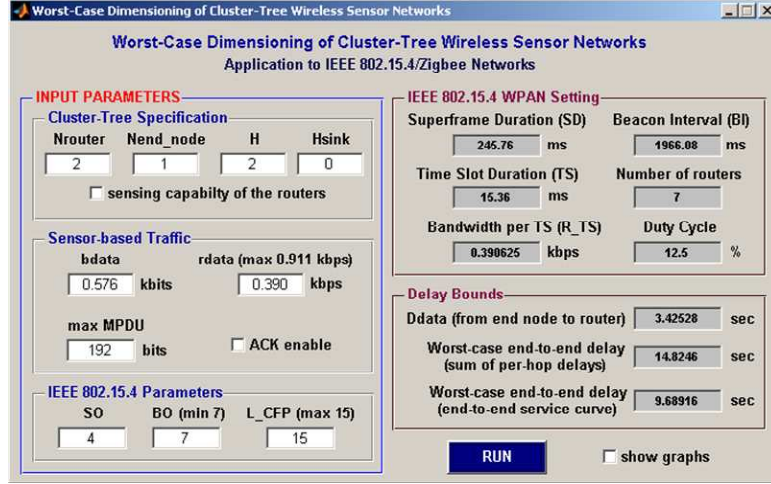 Worst-Case Dimensioning of Cluster-Tree Wireless Sensor Networks
Worst-Case Dimensioning of Cluster-Tree Wireless Sensor Networks
Application to IEEE 802.15.4/Zigbee Networks
INPUT PARAMETERS
Cluster-Tree Specification
Nrouter Nend_node H Hsink
2 1 2 0
sensing capabilty of the routers
Sensor-based Traffic
bdata rdata (max 0.911 kbps)
0.576 kbits 0.390 kbps
max MPDU
192 bits ACK enable
IEEE 802.15.4 Parameters
SO BO (min 7) L_CFP (max 15)
4 7 15
IEEE 802.15.4 WPAN Setting
Superframe Duration (SD) Beacon Interval (BI)
245.76 ms 1966.08 ms
Time Slot Duration (TS) Number of routers
15.36 ms 7
Bandwidth per TS (R_TS) Duty Cycle
0.390625 kbps 12.5 %
Delay Bounds
Ddata (from end node to router) 3.42528 sec
Worst-case end-to-end delay
(sum of per-hop delays) 14.8246 sec
Worst-case end-to-end delay
(end-to-end service curve) 9.68916 sec
RUN show graphs